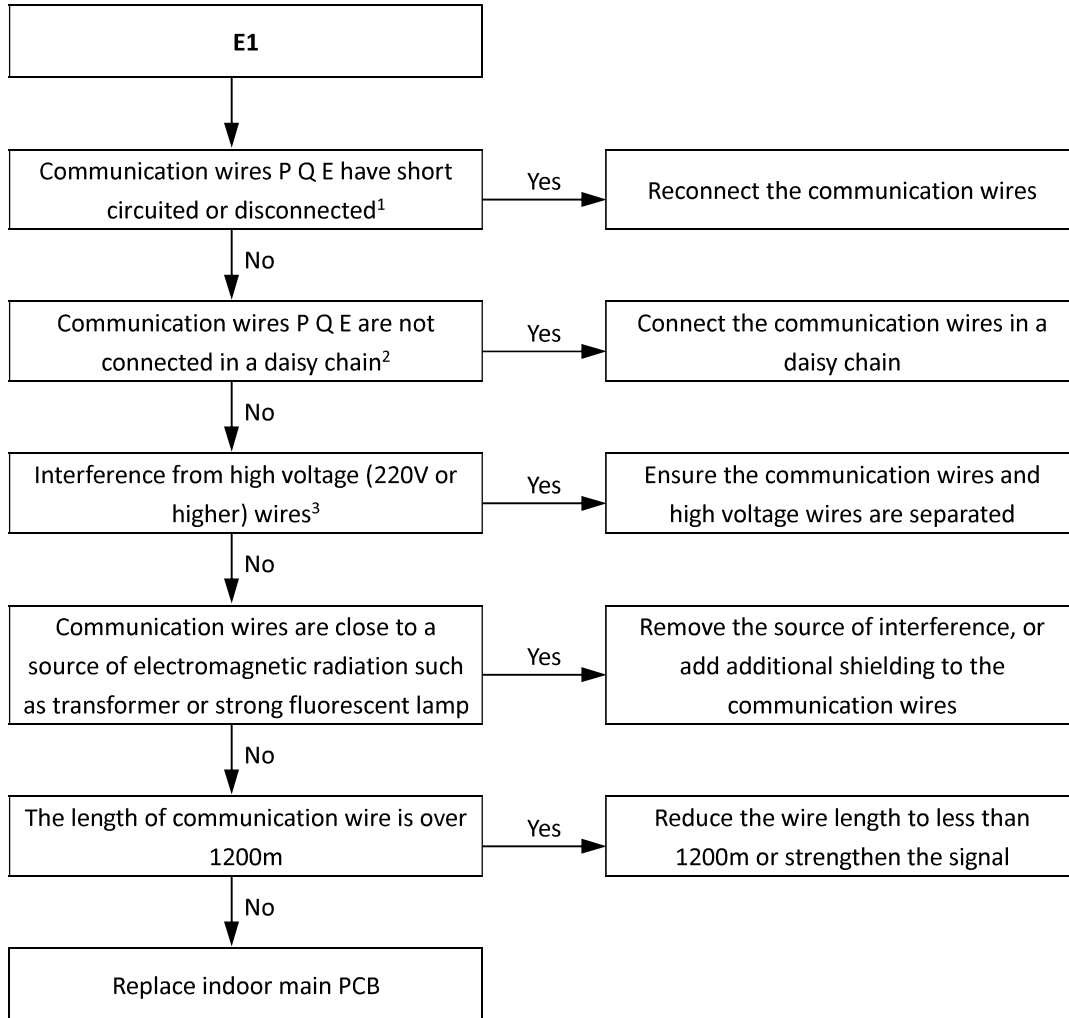 E1
Communication wires P Q E have short
circuited or disconnected¹
Yes
Reconnect the communication wires
No
Communication wires P Q E are not
connected in a daisy chain²
Yes
Connect the communication wires in a
daisy chain
No
Interference from high voltage (220V or
higher) wires³
Yes
Ensure the communication wires and
high voltage wires are separated
No
Communication wires are close to a
source of electromagnetic radiation such
as transformer or strong fluorescent lamp
Yes
Remove the source of interference, or
add additional shielding to the
communication wires
No
The length of communication wire is over
1200m
Yes
Reduce the wire length to less than
1200m or strengthen the signal
No
Replace indoor main PCB